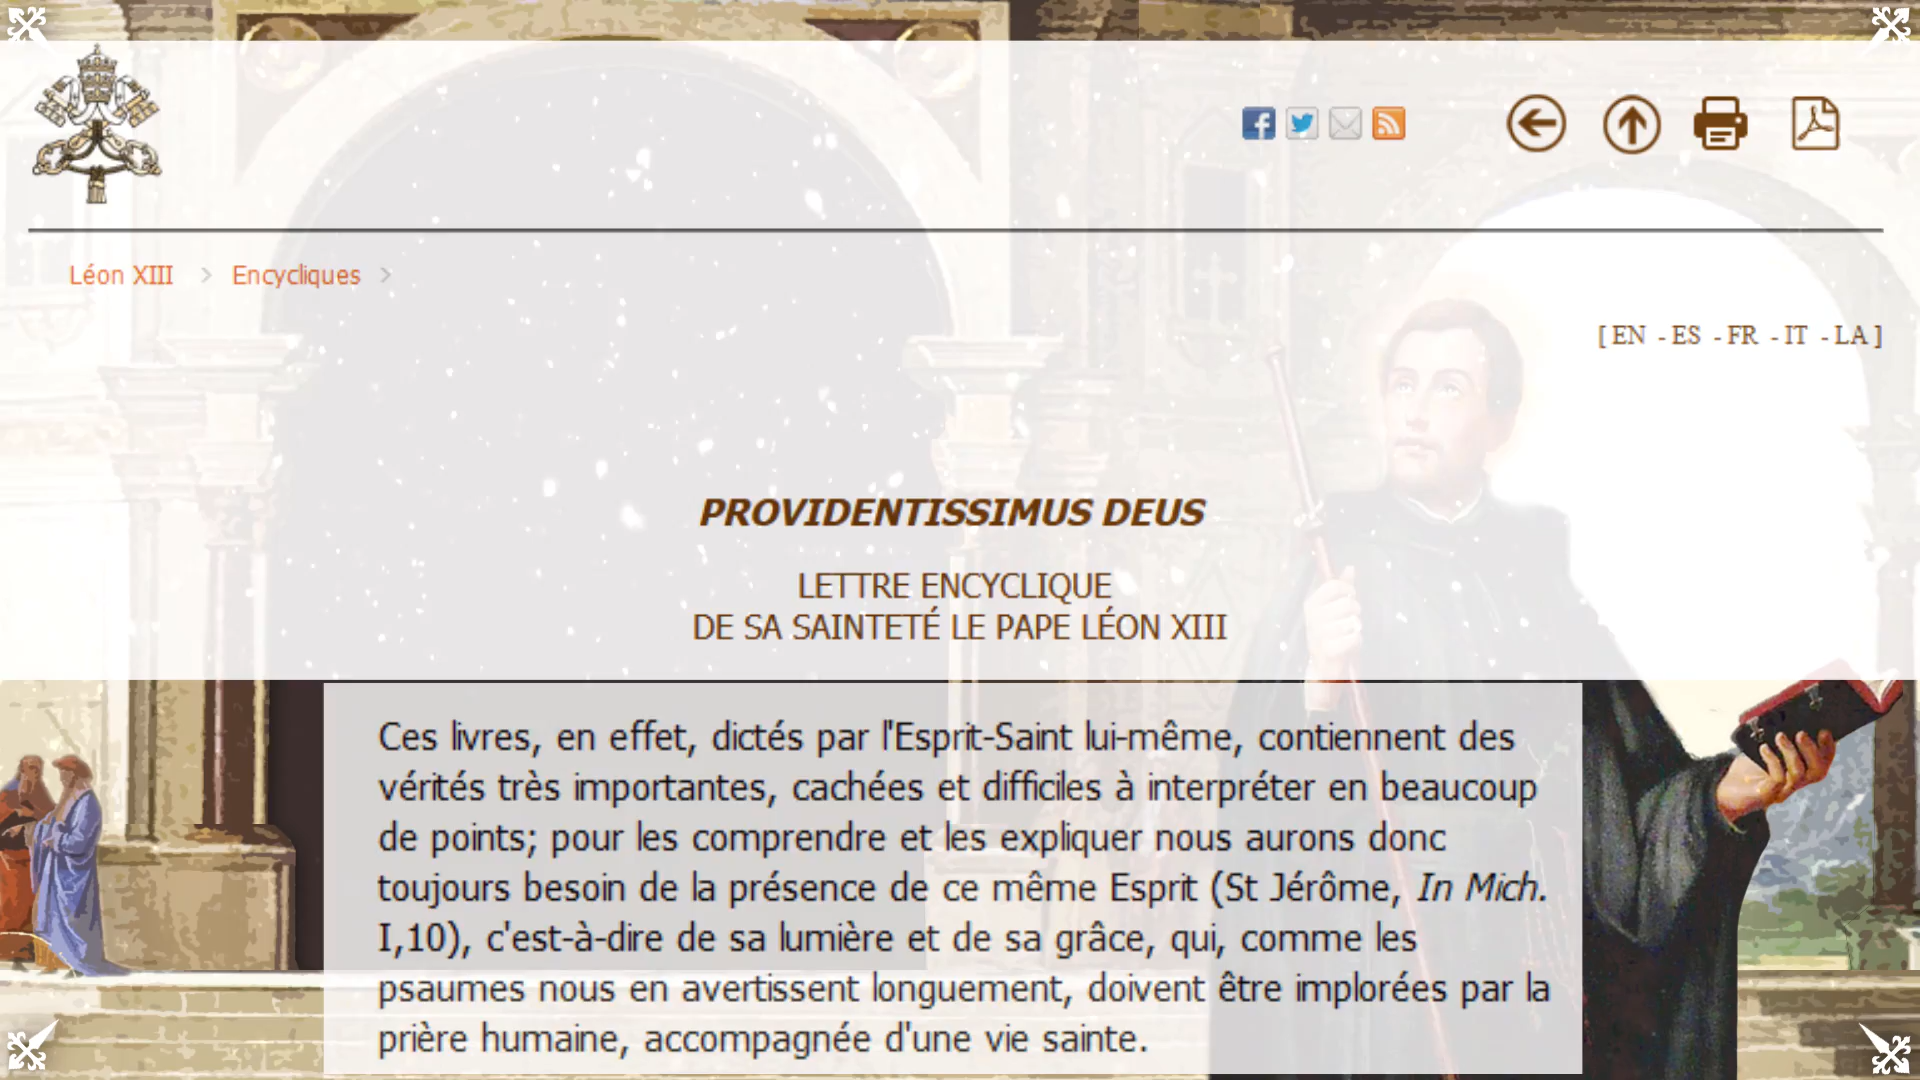 Léon XIII > Encycliques >
[ EN - ES - FR - IT - LA ]
PROVIDENTISSIMUS DEUS
LETTRE ENCYCLIQUE
DE SA SAINTETÉ LE PAPE LÉON XIII
Ces livres, en effet, dictés par l'Esprit-Saint lui-même, contiennent des
vérités très importantes, cachées et difficiles à interpréter en beaucoup
de points; pour les comprendre et les expliquer nous aurons donc
toujours besoin de la présence de ce même Esprit (St Jérôme, In Mich.
I,10), c'est-à-dire de sa lumière et de sa grâce, qui, comme les
psaumes nous en avertissent longuement, doivent être implorées par la
prière humaine, accompagnée d'une vie sainte.